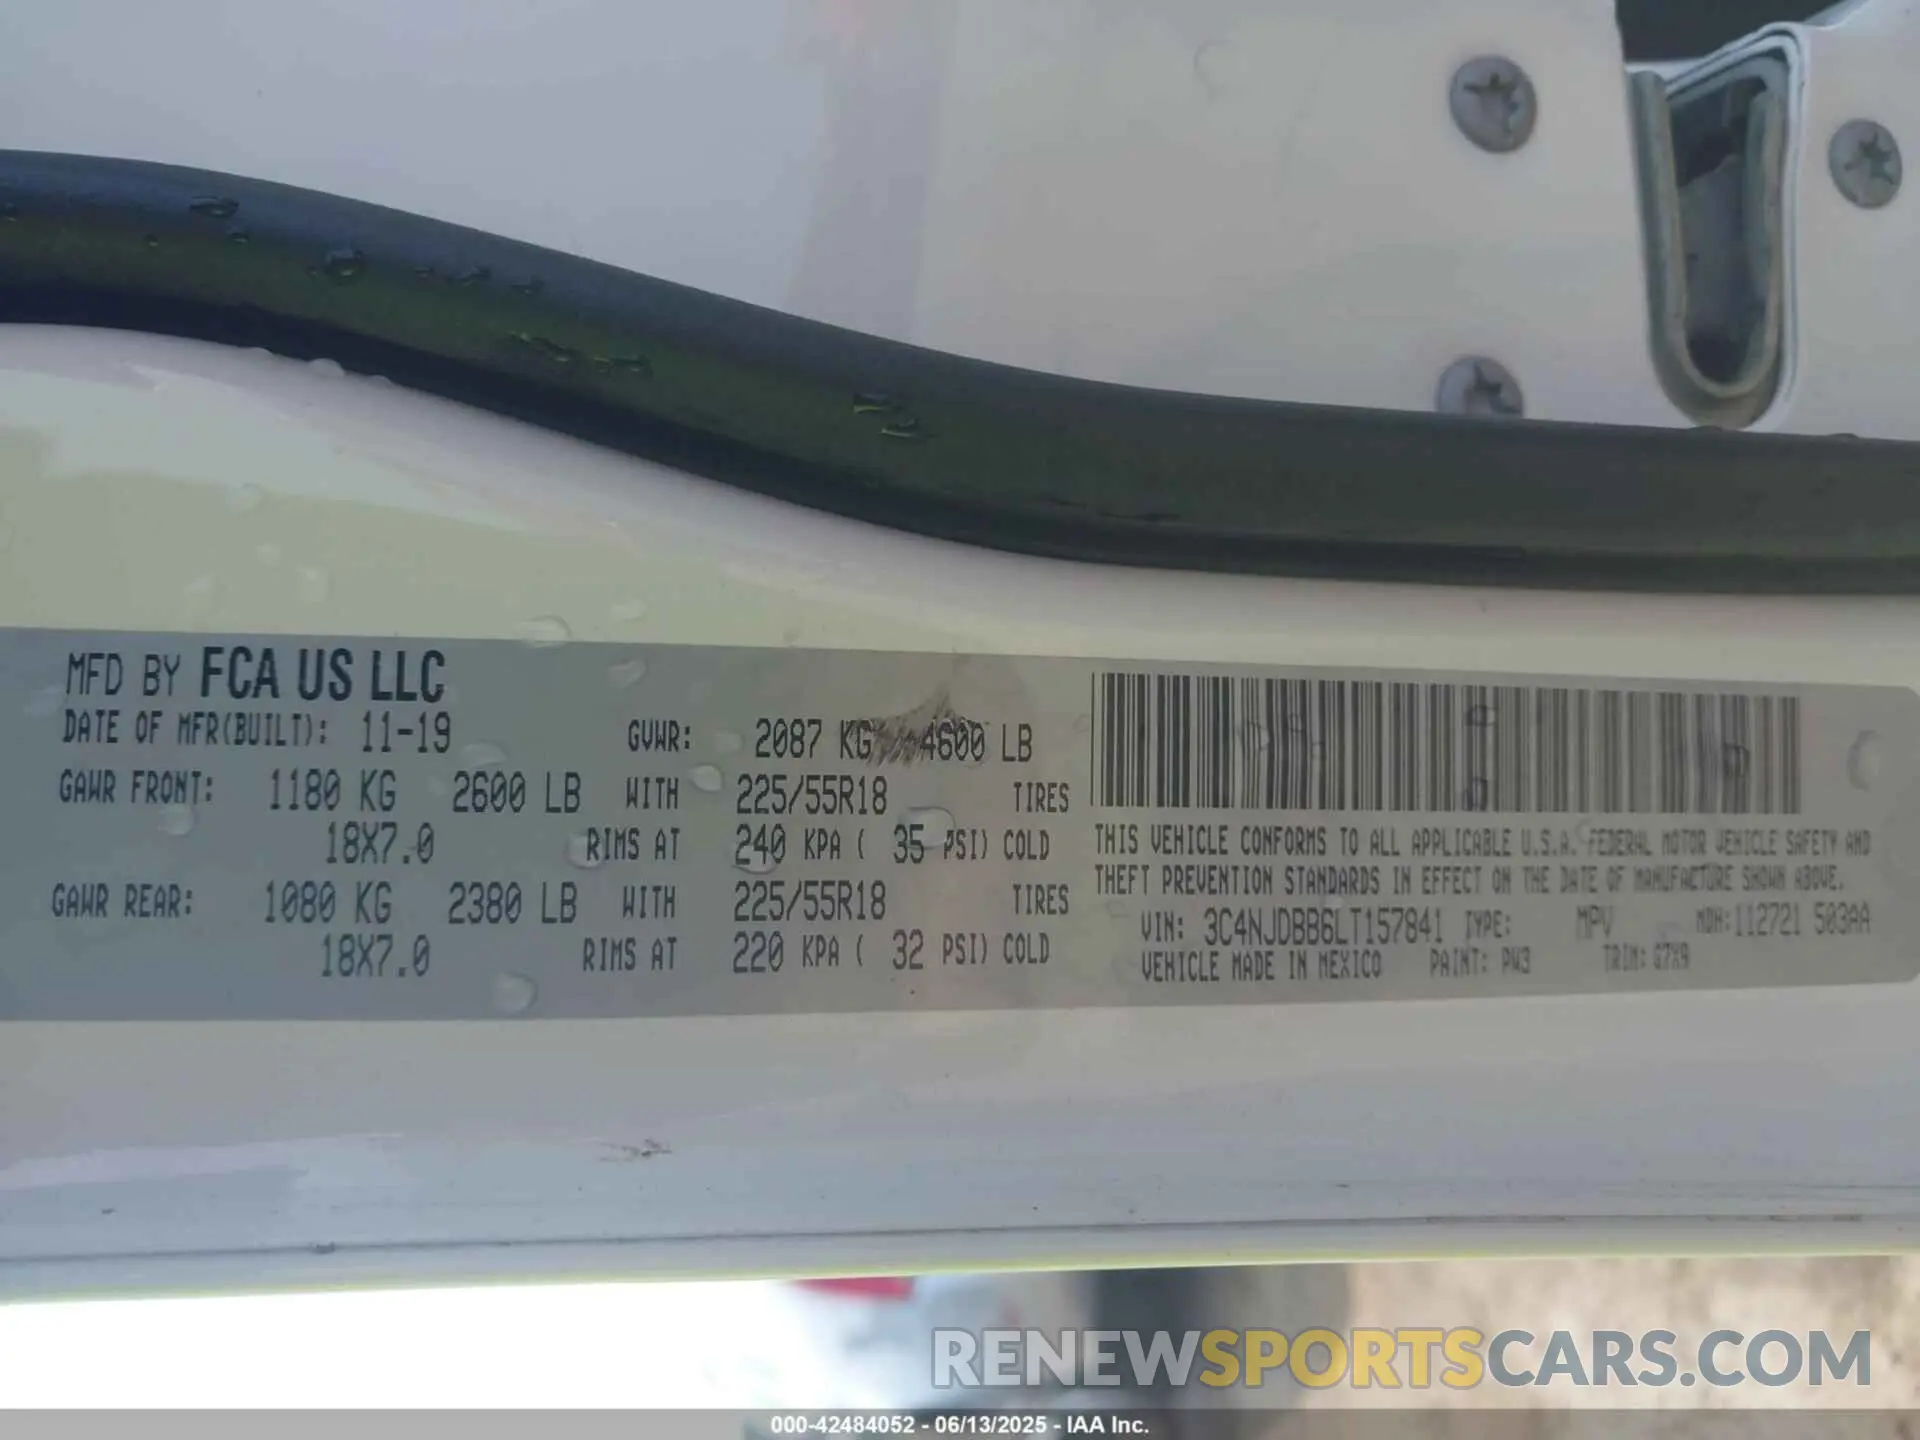 MFD BY FCA US LLC
DATE OF MFR(BUILT): 11-19 GVWR: 2087 KG 4600 LB
GAWR FRONT: 1180 KG 2600 LB WITH 225/55R18 TIRES
18X7.0 RIMS AT 240 KPA ( 35 PSI) COLD
GAWR REAR: 1080 KG 2380 LB WITH 225/55R18 TIRES
18X7.0 RIMS AT 220 KPA ( 32 PSI) COLD
THIS VEHICLE CONFORMS TO ALL APPLICABLE U.S.A. FEDERAL MOTOR VEHICLE SAFETY AND
THEFT PREVENTION STANDARDS IN EFFECT ON THE DATE OF MANUFACTURE SHOWN ABOVE.
VIN: 3C4NJDBB6LT157841 TYPE: MPV MDH: 112721 503AA
VEHICLE MADE IN MEXICO PAINT: PW3 TRIM: G7X9
RENEWSPORTSCARS.COM
000-42484052 - 06/13/2025 - IAA Inc.